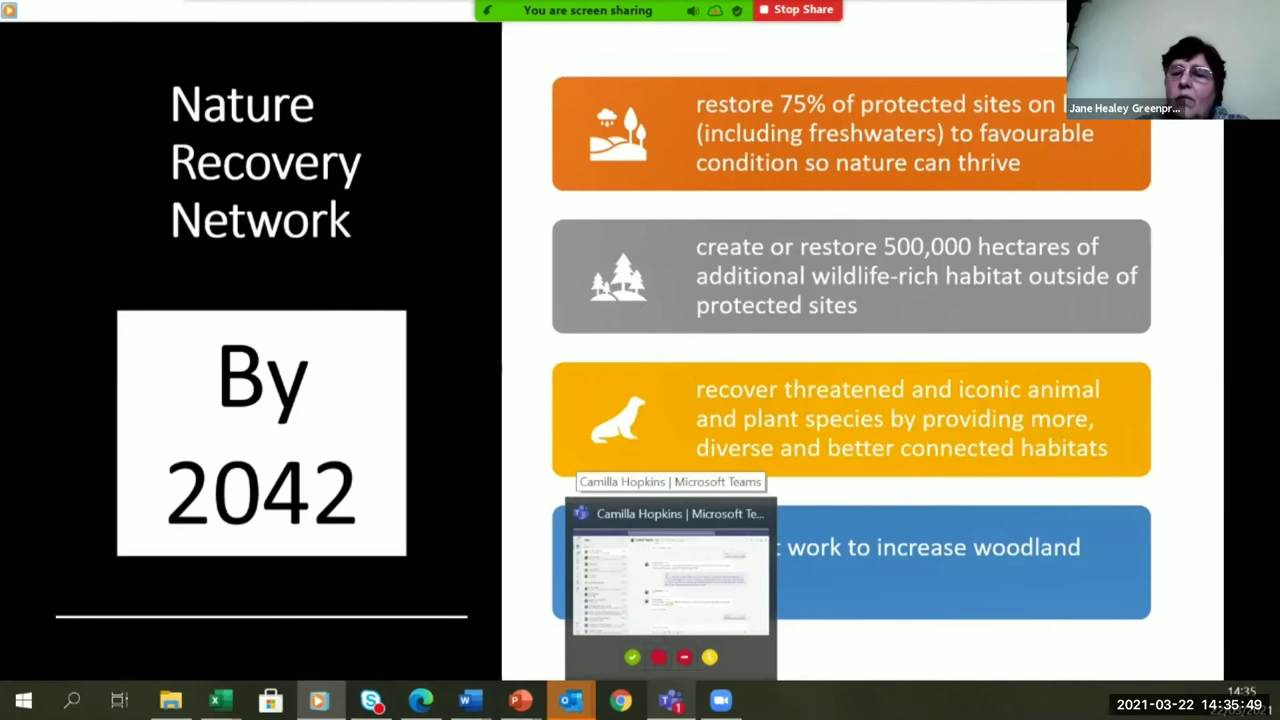 You are screen sharing
Stop Share
Nature
Recovery
Network
By
2042
restore 75% of protected sites on
(including freshwaters) to favourable
condition so nature can thrive
Jane Healey Greenpr...
create or restore 500,000 hectares of
additional wildlife-rich habitat outside of
protected sites
recover threatened and iconic animal
and plant species by providing more,
diverse and better connected habitats
Camilla Hopkins | Microsoft Teams
Camilla Hopkins | Microsoft Te...
work to increase woodland
14:35
2021-03-22 14:35:49